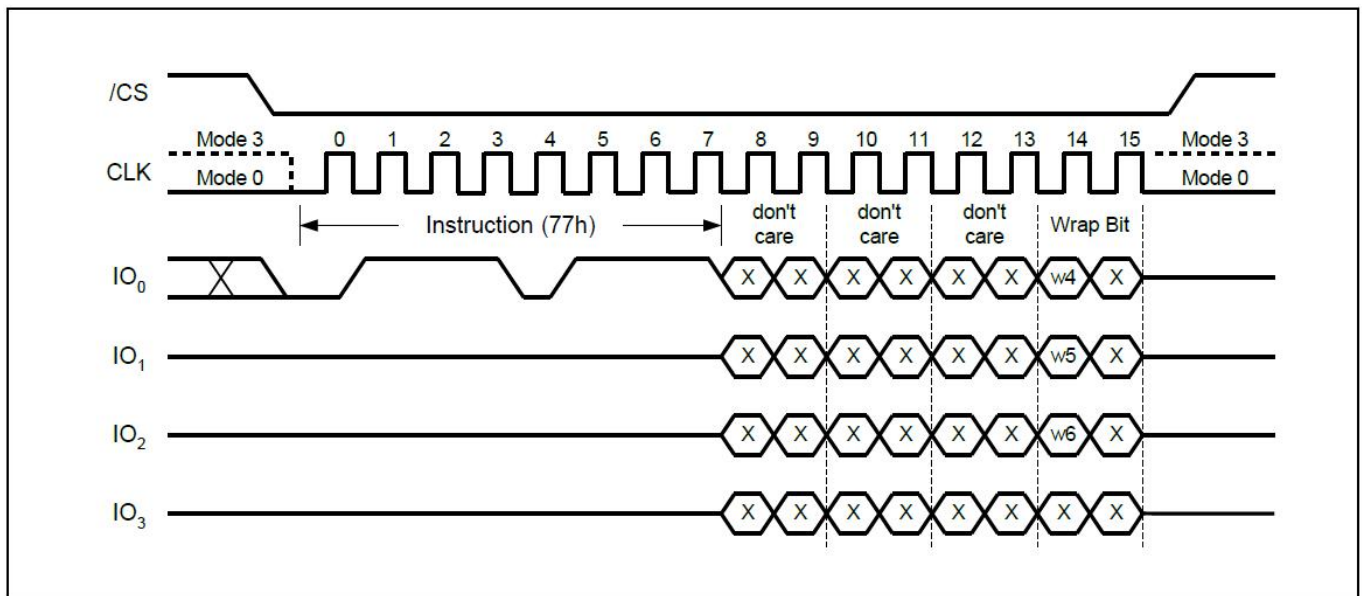 /CS
Mode 3 0 1 2 3 4 5 6 7 8 9 10 11 12 13 14 15 Mode 3
CLK
Mode 0 Mode 0
Instruction (77h) don't care don't care don't care Wrap Bit
IO0 X X X X X X X w4 X
IO1 X X X X X X w5 X
IO2 X X X X X X w6 X
IO3 X X X X X X X X